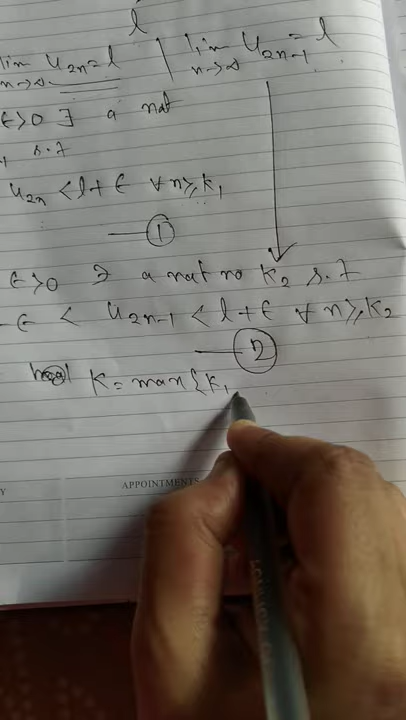 l
lim U2n = l | lim U2n-1 = l
n→∞ n→∞
ε>0 ∃ a nat
1 s.t
U2n < l+ε ∀ n≥k1
— ①
ε>0 ∃ a nat no k2 s.t
-ε < U2n-1 < l+ε ∀ n≥k2
— ②
K = max{k1,
Y APPOINTMENTS